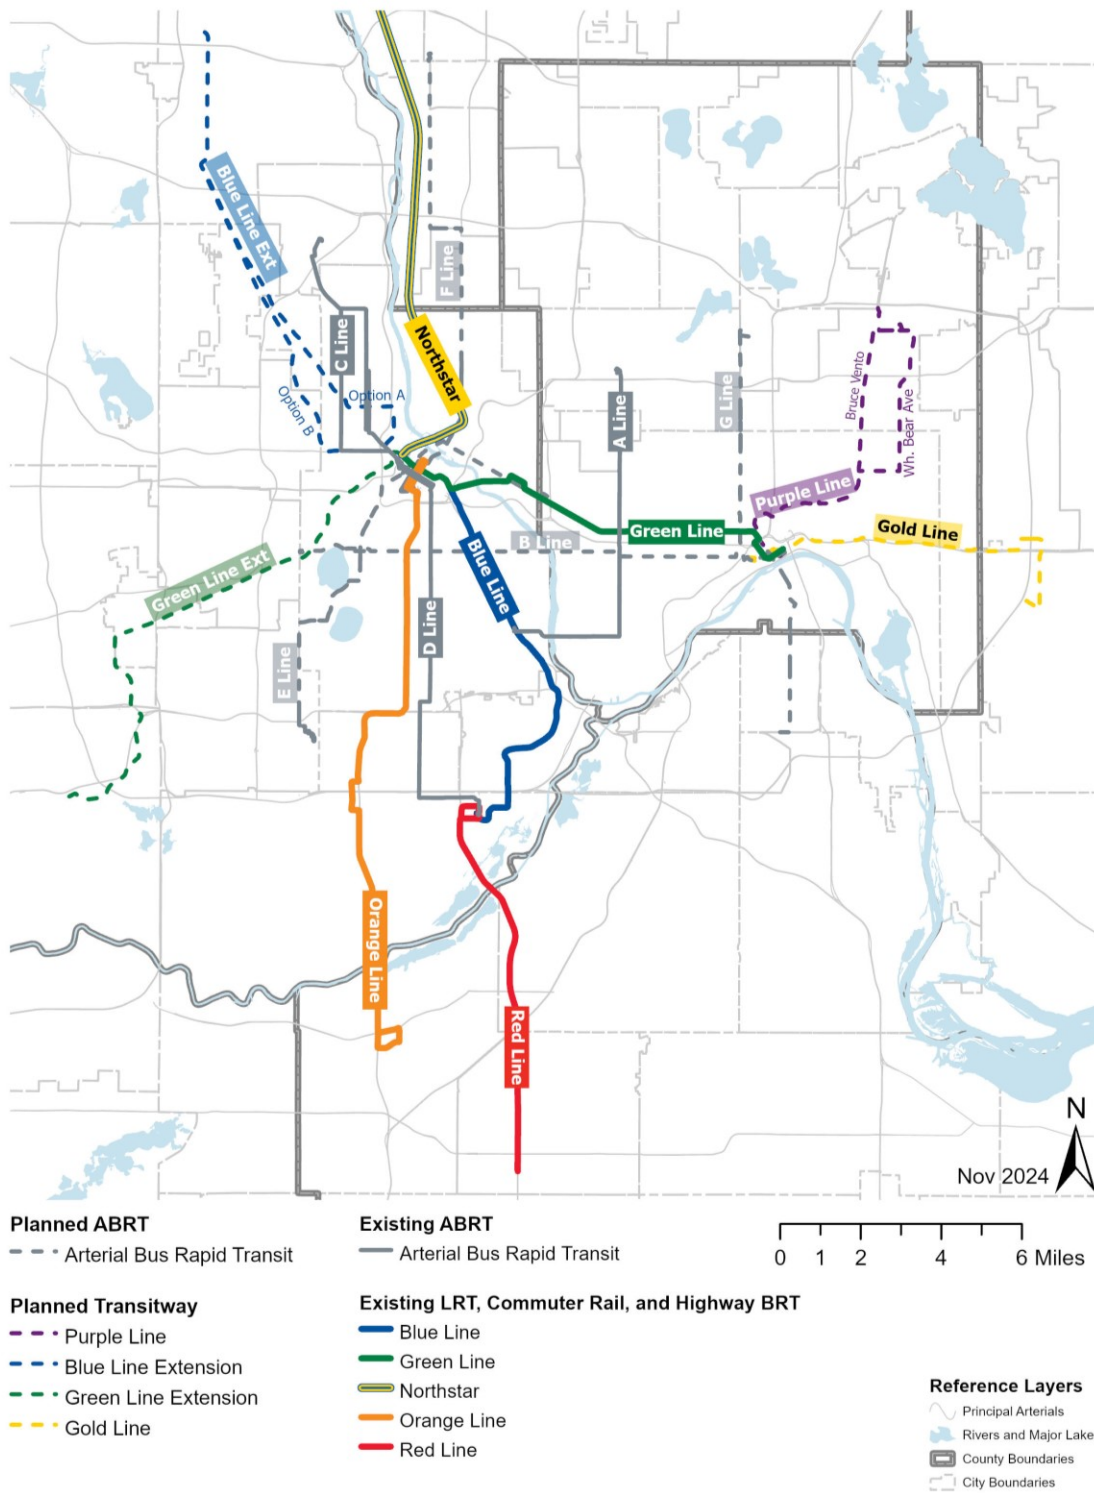 Blue Line Ext
F Line
C Line
Northstar
Option A
Option B
A Line
G Line
Bruce Vento
Wh. Bear Ave
Purple Line
Gold Line
Green Line
B Line
Blue Line
Green Line Ext
D Line
E Line
Orange Line
Red Line
N
Nov 2024
Planned ABRT
Arterial Bus Rapid Transit
Existing ABRT
Arterial Bus Rapid Transit
0 1 2 4 6 Miles
Planned Transitway
Purple Line
Blue Line Extension
Green Line Extension
Gold Line
Existing LRT, Commuter Rail, and Highway BRT
Blue Line
Green Line
Northstar
Orange Line
Red Line
Reference Layers
Principal Arterials
Rivers and Major Lake
County Boundaries
City Boundaries